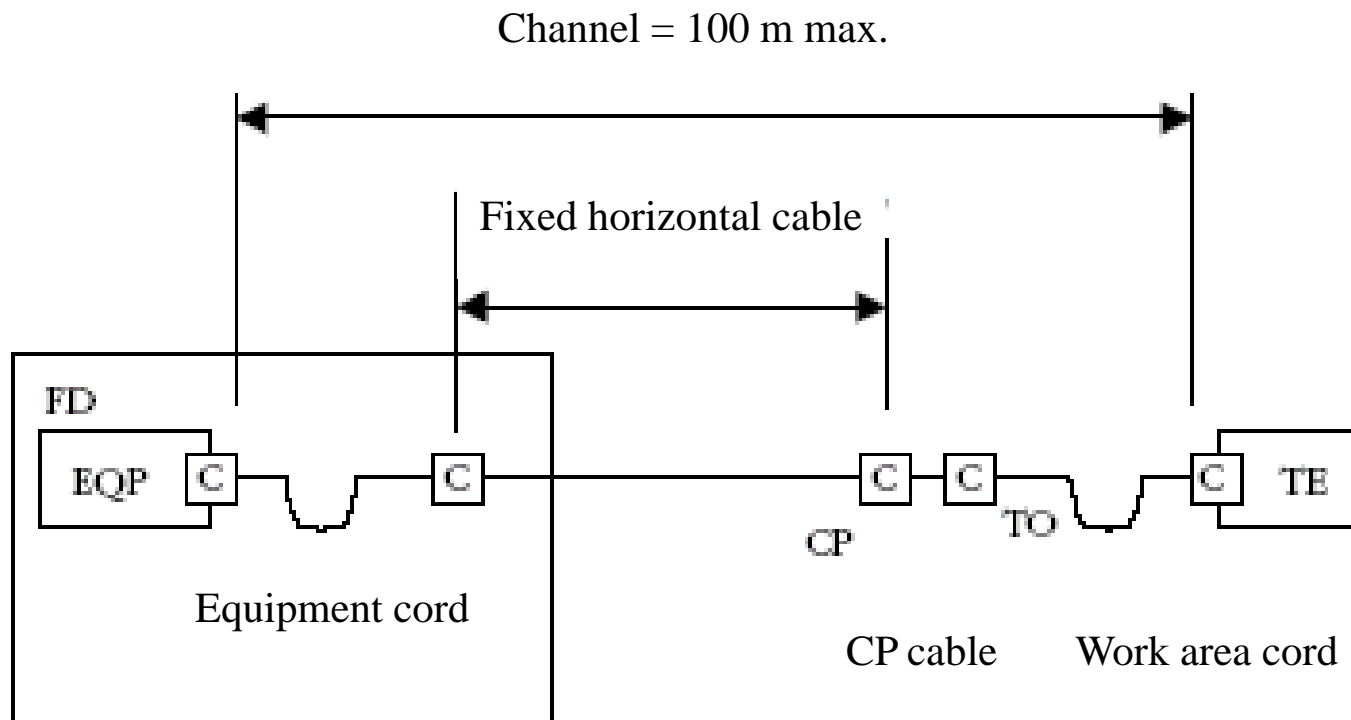 Channel = 100 m max.
Fixed horizontal cable
FD
EQP
C
C
C
C
C
TE
CP
TO
Equipment cord
CP cable
Work area cord